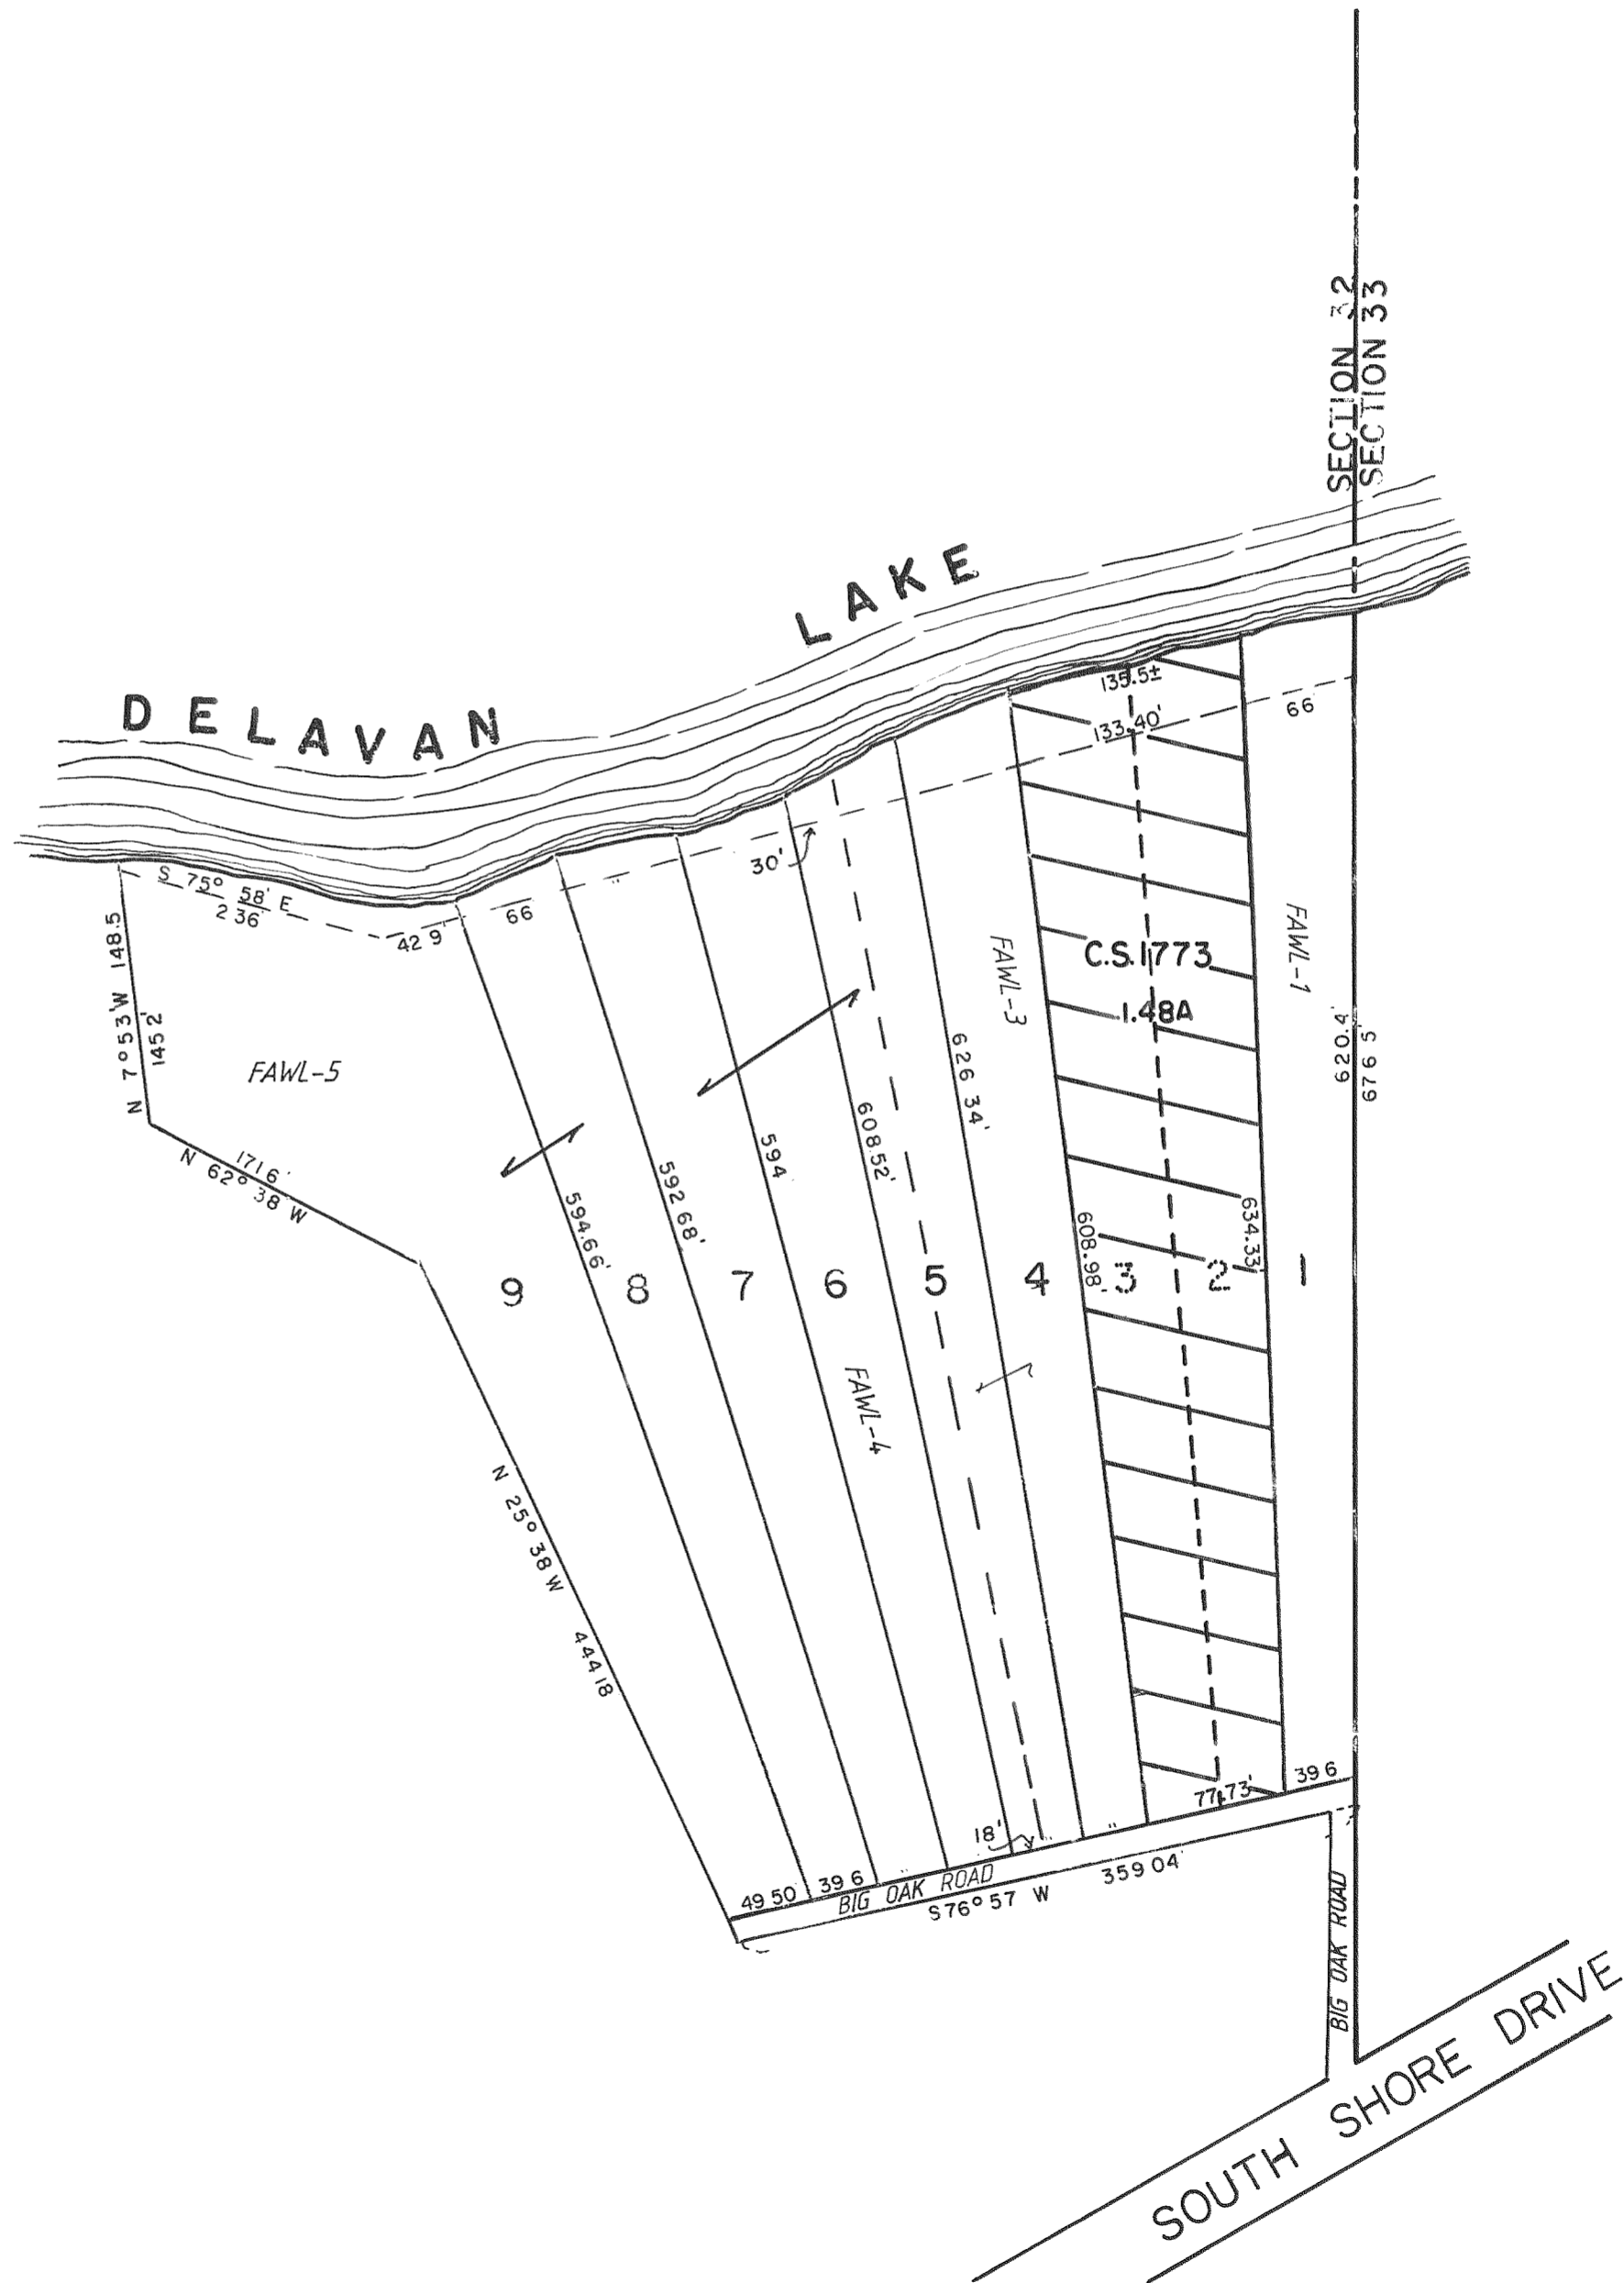 SECTION 32
SECTION 33
DELAVAN LAKE
135.5±
133.40'
66
30'
"
66
S 75° 58' E
236
42 9'
N 7° 53' W 148.5
145 2'
FAWL-5
N 62° 38 W
171 6'
FAWL-3
C.S.1773
1.48A
FAWL-1
620.4'
676 5'
626 34'
608.52'
594
592 68'
594.66'
608.98'
634.33'
9 8 7 6 5 4 3 2 1
FAWL-4
N 25° 38 W
444 18
77.73'
39 6
18'
"
"
"
49 50
39 6
BIG OAK ROAD
S 76° 57 W
359 04'
BIG OAK ROAD
SOUTH SHORE DRIVE